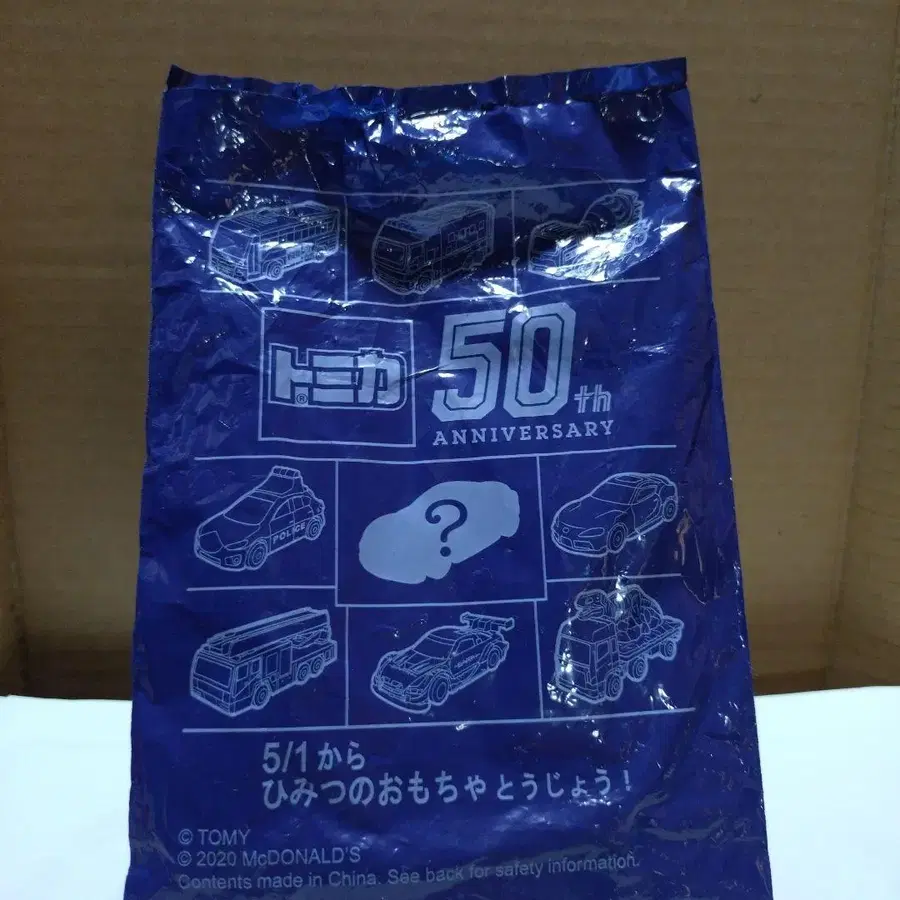 トミカ®
50th
ANNIVERSARY
POLICE
?
5/1から
ひみつのおもちゃ とうじょう!
© TOMY
© 2020 McDONALD'S
Contents made in China. See back for safety information.